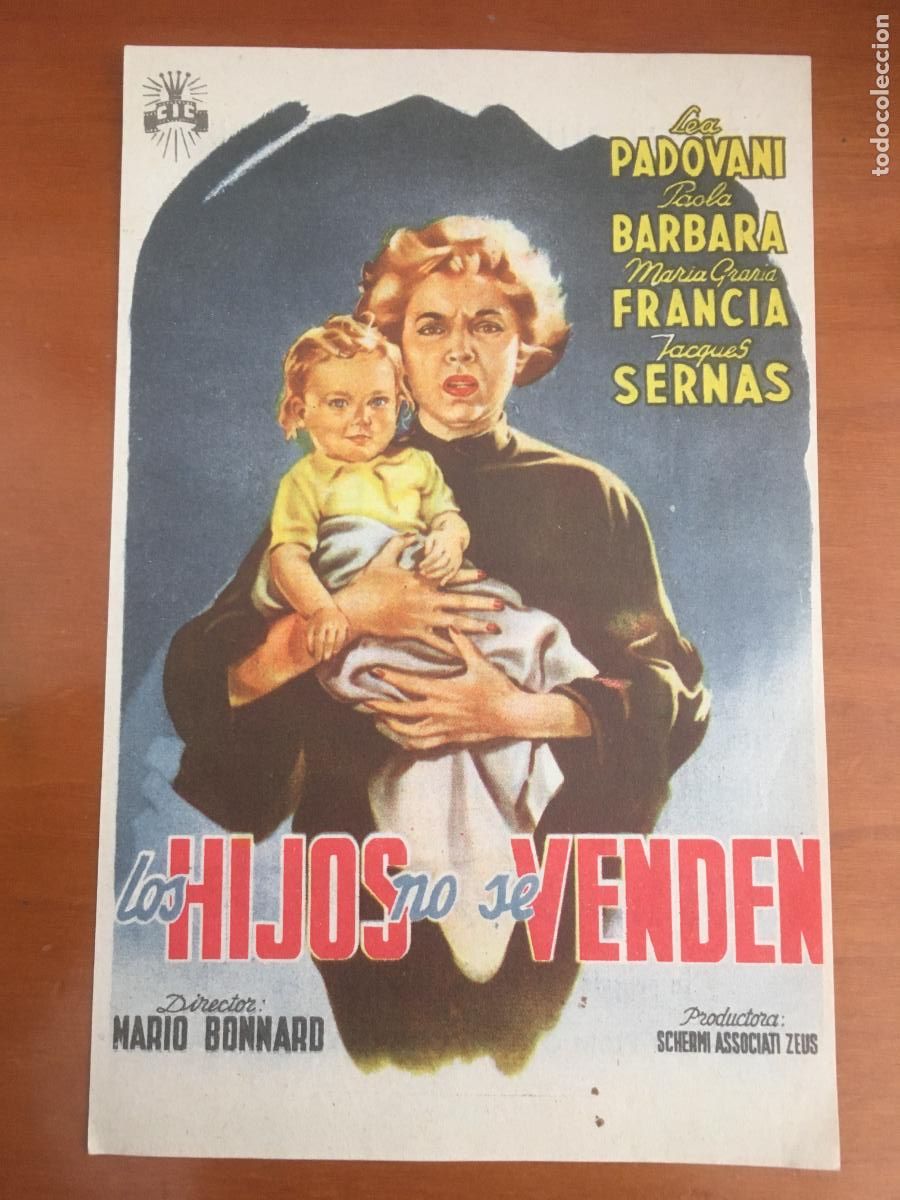 CIC
Lea
PADOVANI
Paola
BARBARA
Maria Grazia
FRANCIA
Jacques
SERNAS
los HIJOS no se VENDEN
Director:
MARIO BONNARD
Productora:
SCHERMI ASSOCIATI ZEUS
todocoleccion